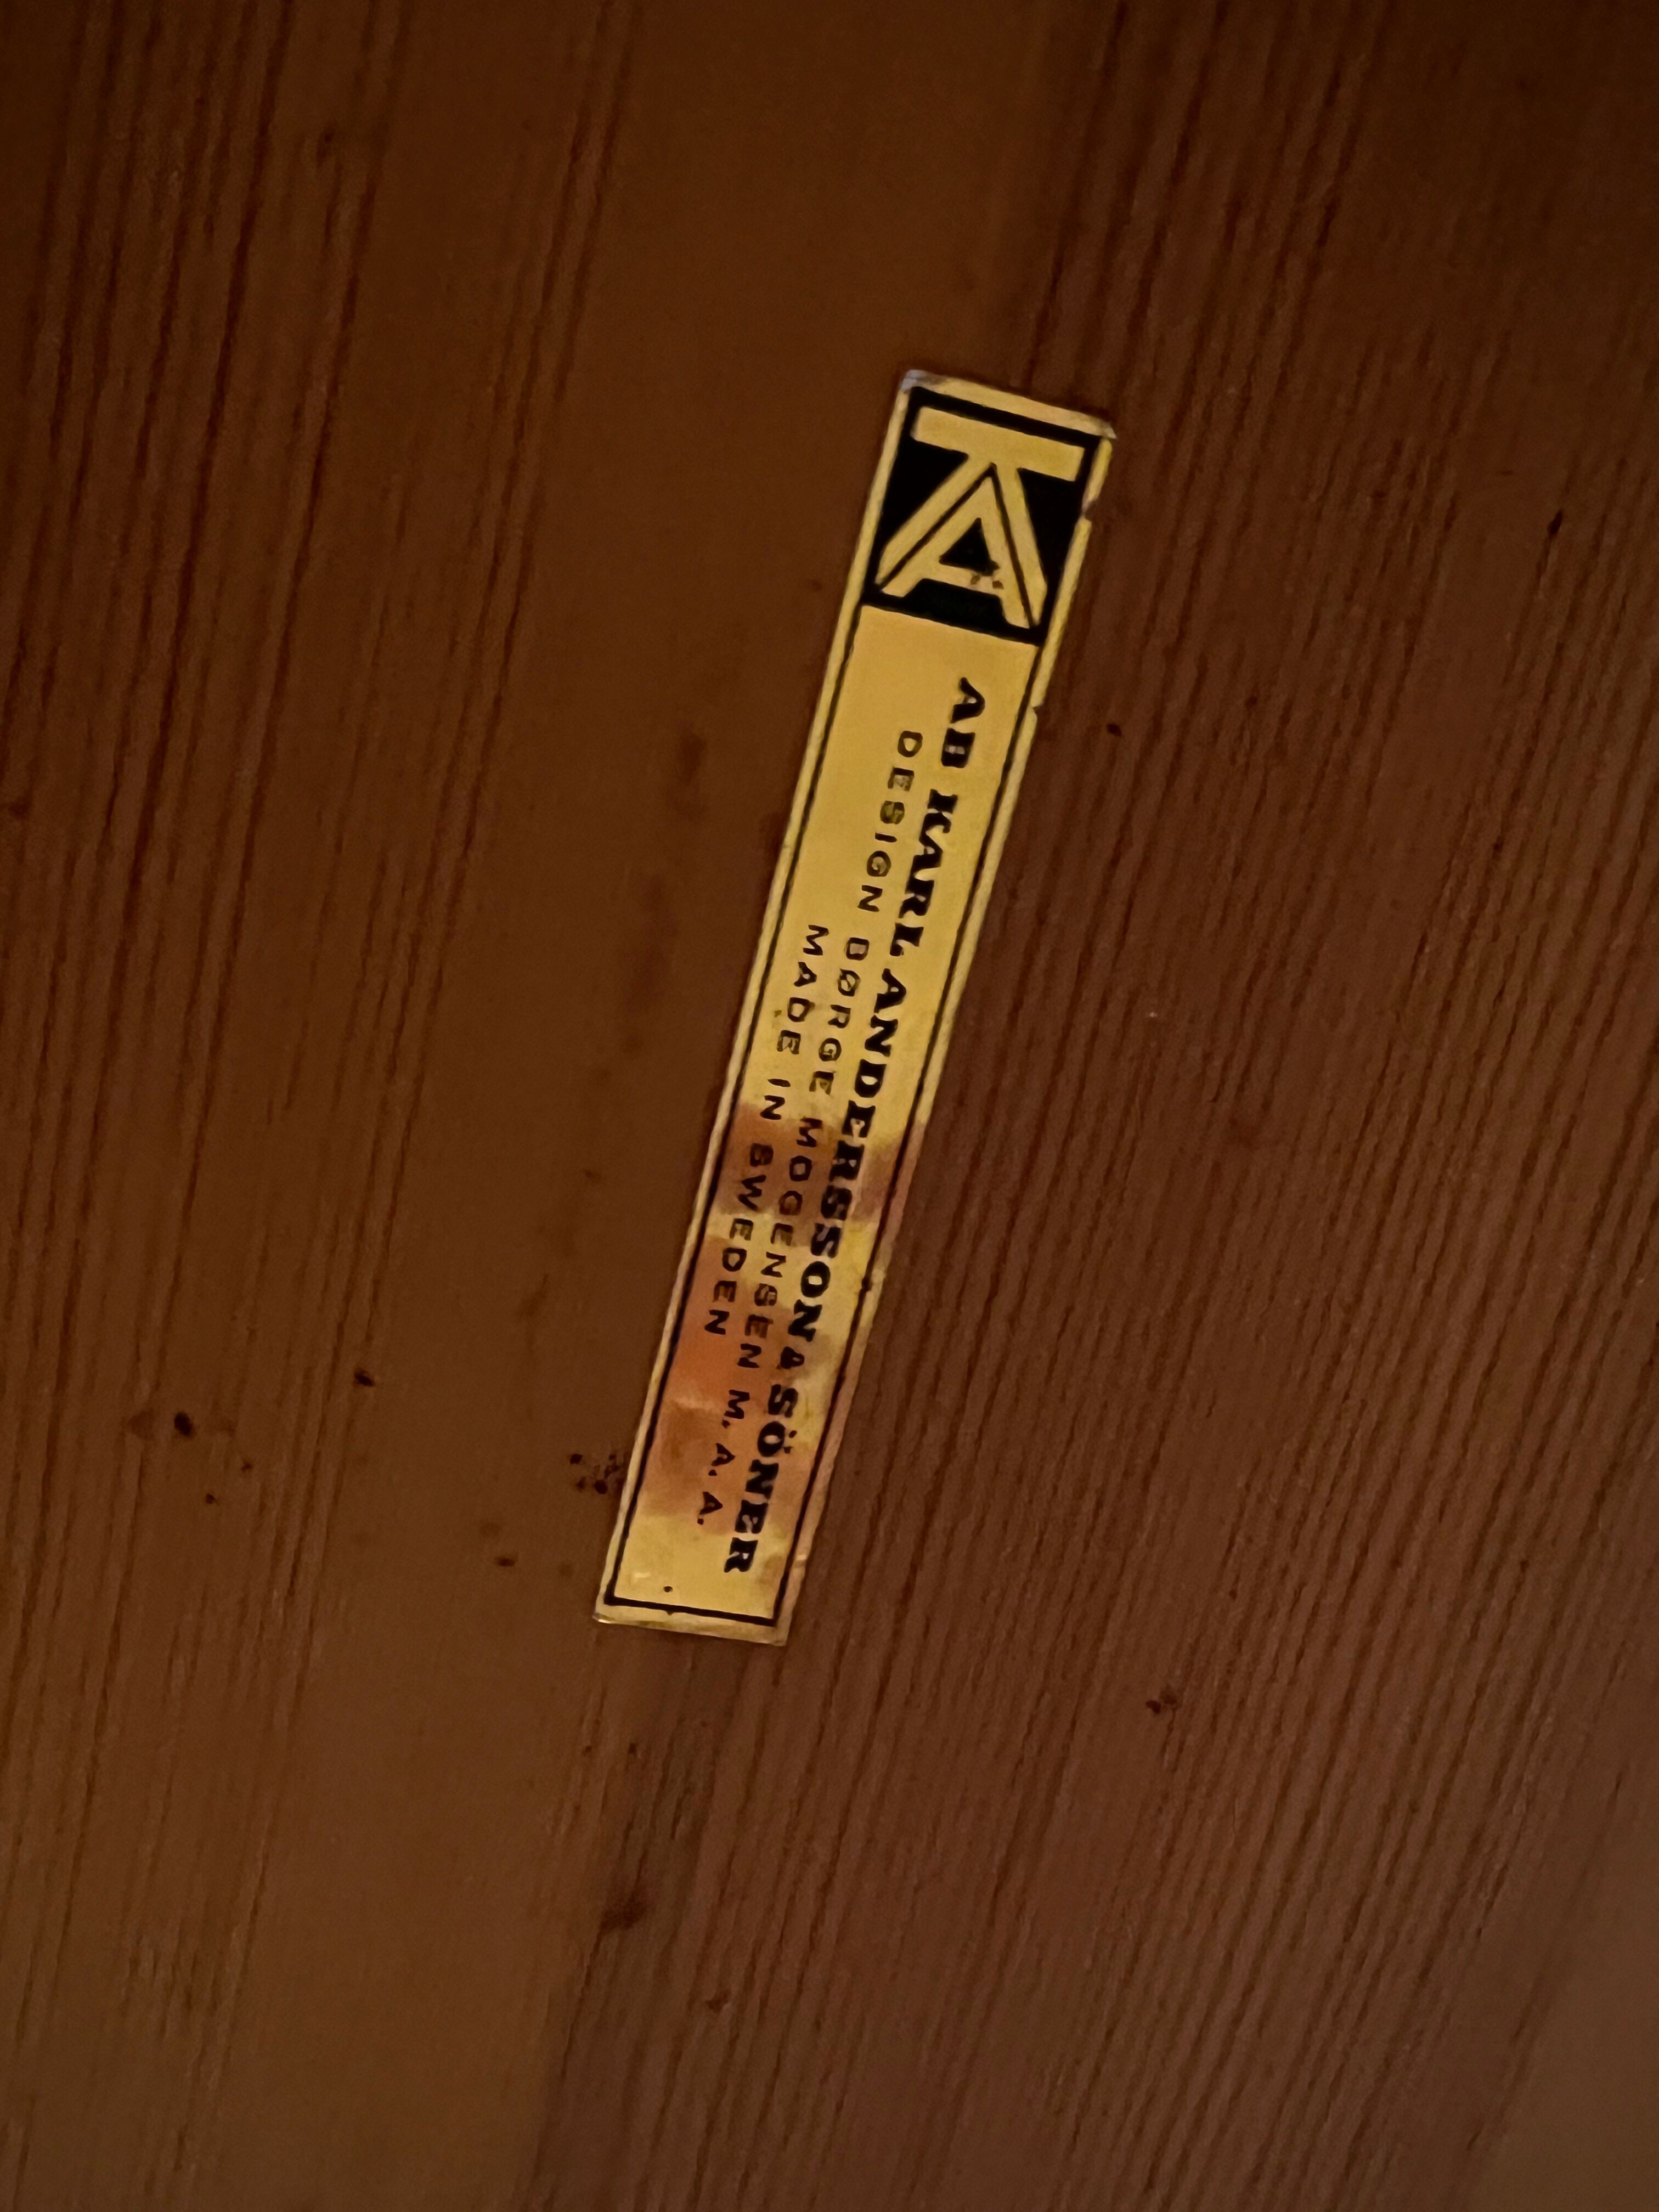 KA
AB KARL ANDERSSON & SÖNER
DESIGN BØRGE MOGENSEN M.A.A.
MADE IN SWEDEN